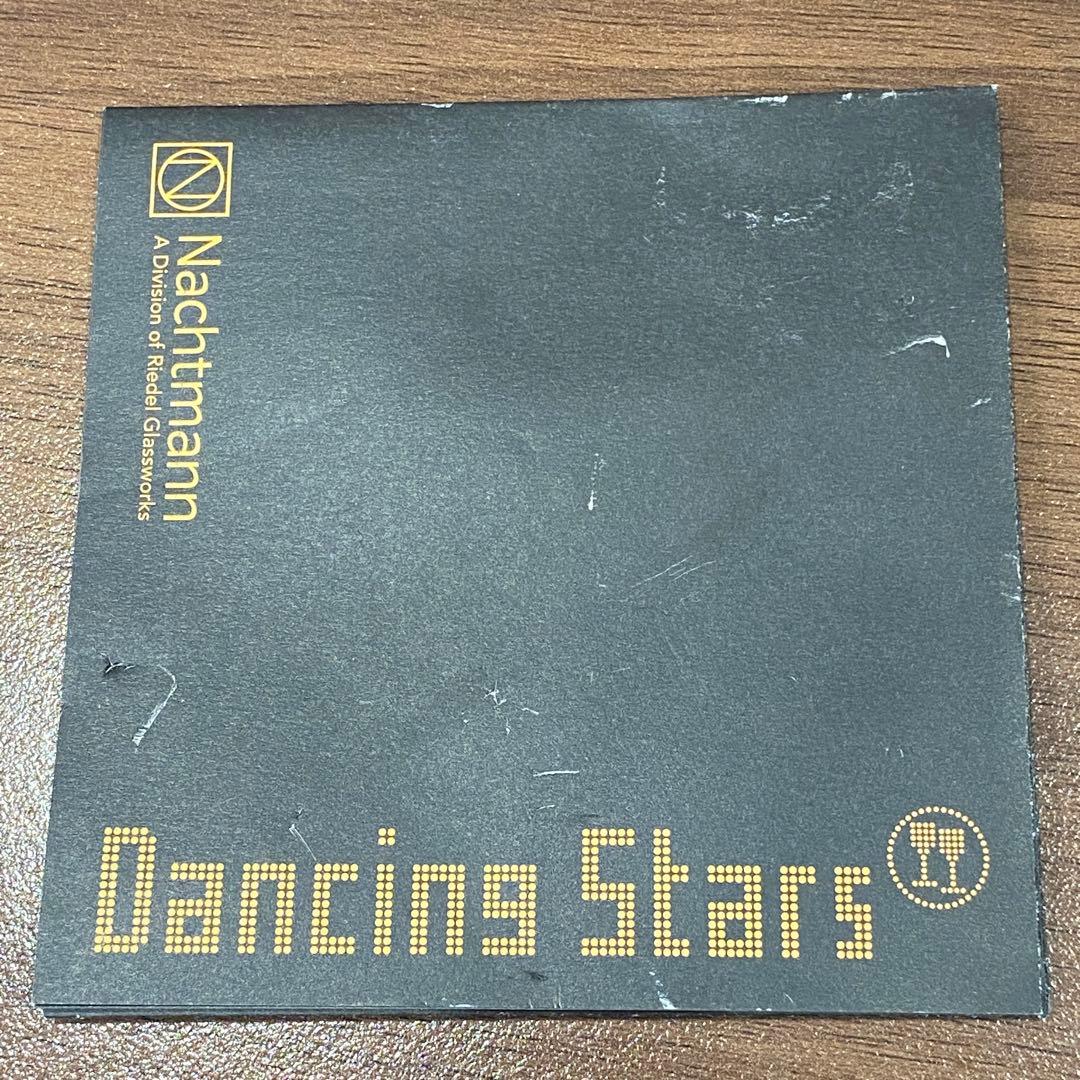 Nachtmann
A Division of Riedel Glassworks
Dancing Stars